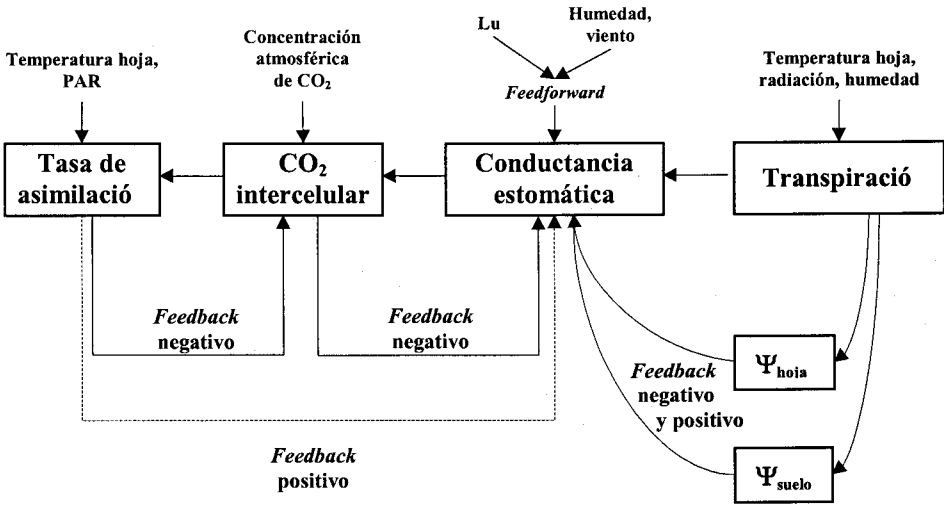 Temperatura hoja,
PAR
Concentración
atmosférica
de CO₂
Lu
Humedad,
viento
Feedforward
Temperatura hoja,
radiación, humedad
Tasa de
asimilació
CO₂
intercelular
Conductancia
estomática
Transpiració
Feedback
negativo
Feedback
negativo
Feedback
negativo
y positivo
Ψhoja
Ψsuelo
Feedback
positivo